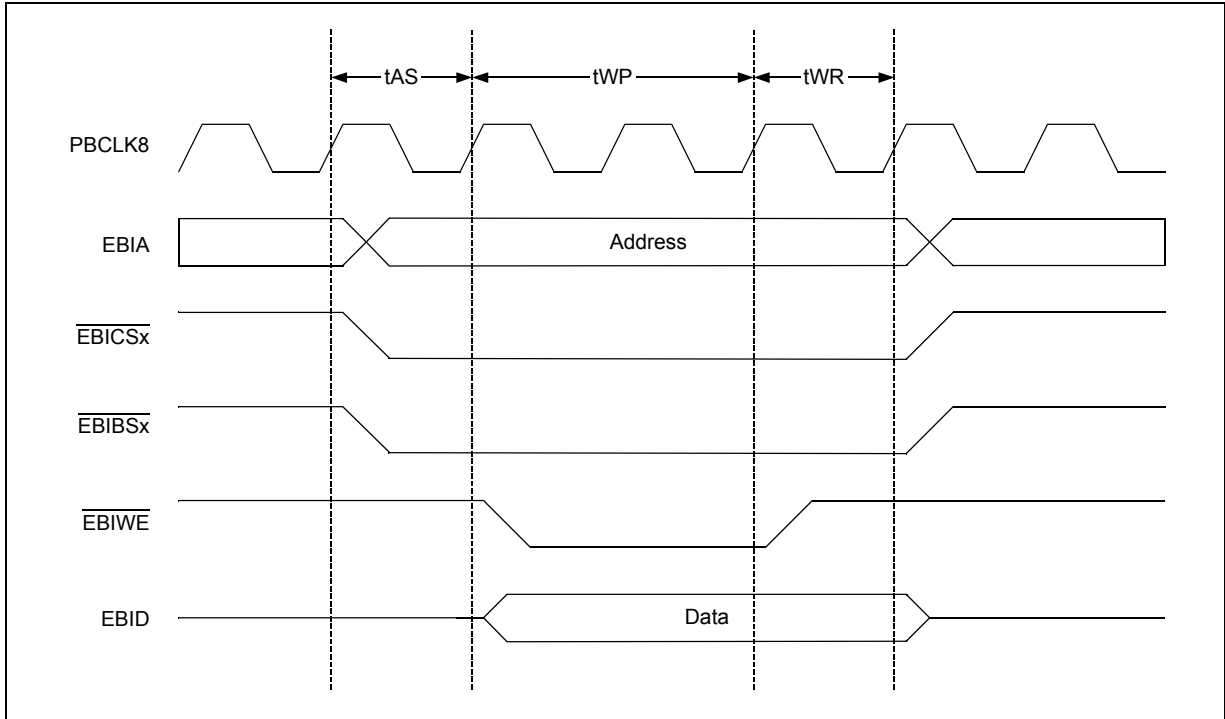 tAS tWP tWR
PBCLK8
EBIA Address
EBICSx
EBIBSx
EBIWE
EBID Data